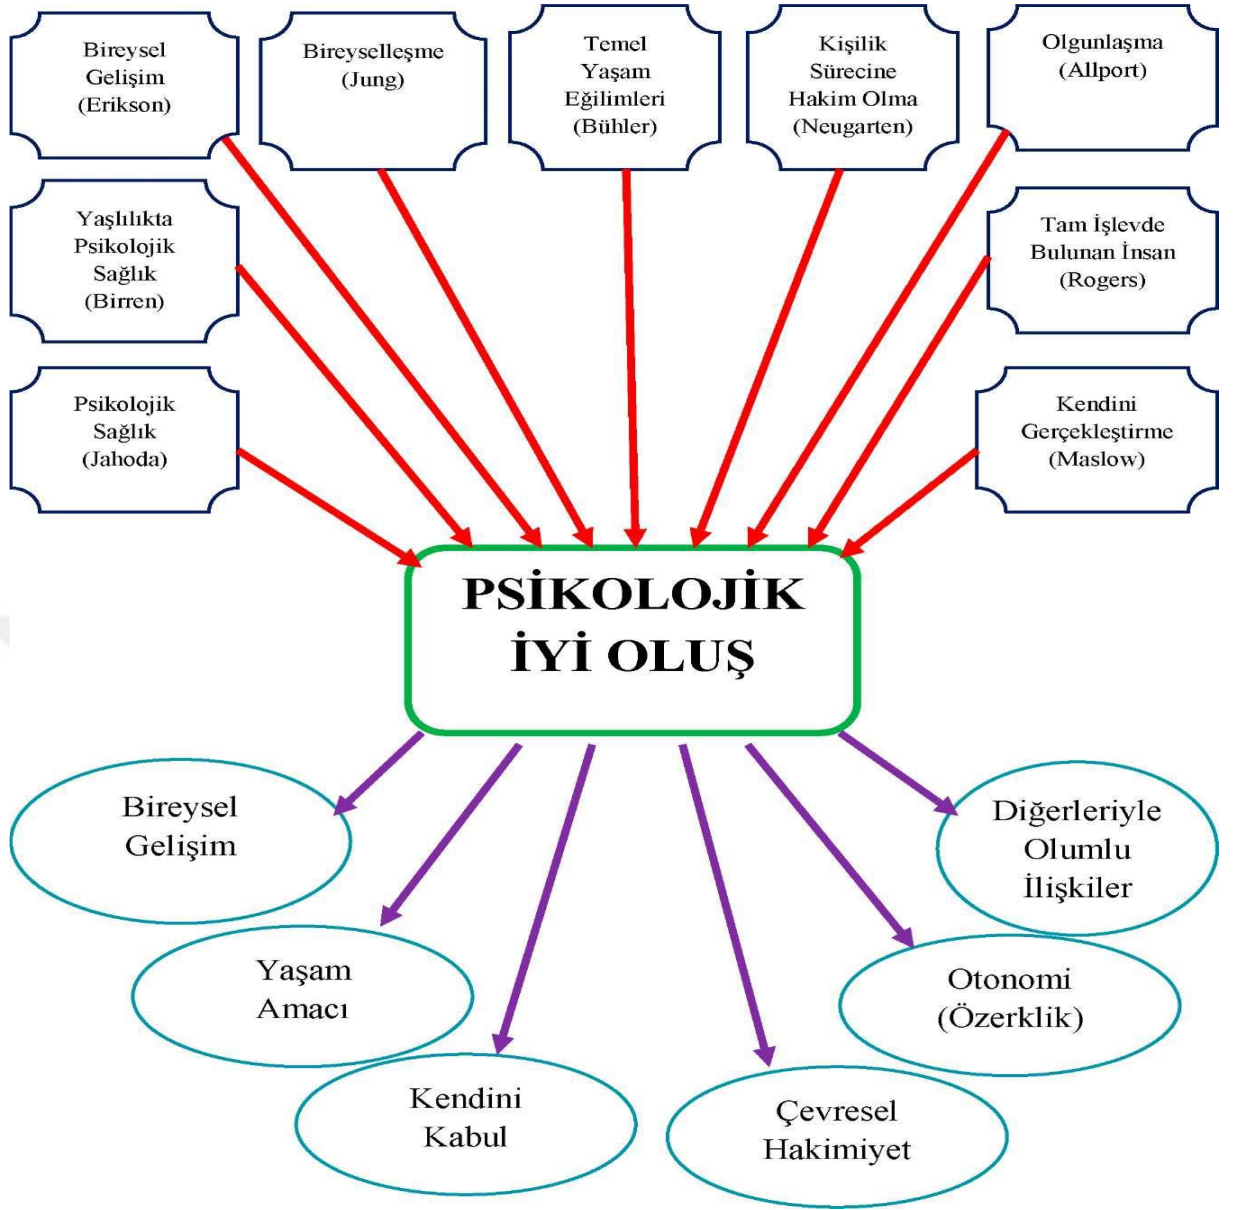 Bireysel
Gelişim
(Erikson)
Bireyselleşme
(Jung)
Temel
Yaşam
Eğilimleri
(Bühler)
Kişilik
Sürecine
Hakim Olma
(Neugarten)
Olgunlaşma
(Allport)
Yaşlılıkta
Psikolojik
Sağlık
(Birren)
Tam İşlevde
Bulunan İnsan
(Rogers)
Psikolojik
Sağlık
(Jahoda)
Kendini
Gerçekleştirme
(Maslow)
PSİKOLOJİK
İYİ OLUŞ
Bireysel
Gelişim
Yaşam
Amacı
Kendini
Kabul
Çevresel
Hakimiyet
Otonomi
(Özerklik)
Diğerleriyle
Olumlu
İlişkiler